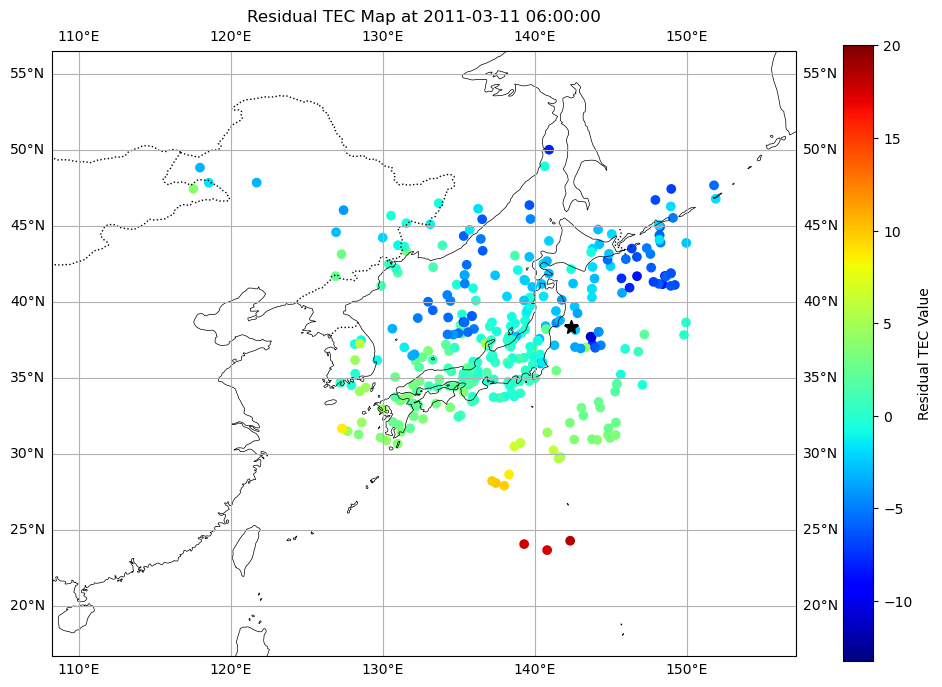 Residual TEC Map at 2011-03-11 06:00:00
110°E 120°E 130°E 140°E 150°E
20
55°N 55°N
15
50°N 50°N
45°N 45°N
10
40°N 40°N
5
35°N 35°N
0
30°N 30°N
−5
25°N 25°N
−10
20°N 20°N
110°E 120°E 130°E 140°E 150°E
Residual TEC Value